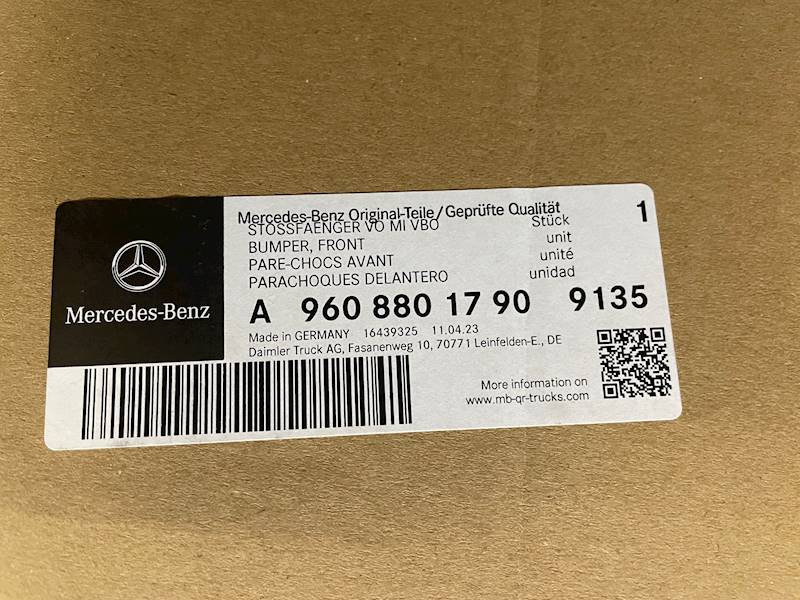 Mercedes-Benz Original-Teile/Geprüfte Qualität
1
STOSSFAENGER VO MI VBO Stück
BUMPER, FRONT unit
PARE-CHOCS AVANT unité
PARACHOQUES DELANTERO unidad
Mercedes-Benz
A 960 880 17 90 9135
Made in GERMANY 16439325 11.04.23
Daimler Truck AG, Fasanenweg 10, 70771 Leinfelden-E., DE
More information on
www.mb-qr-trucks.com